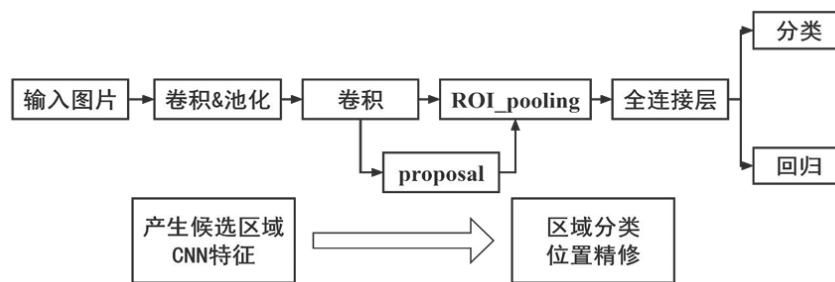 分类
输入图片
卷积&池化
卷积
ROI_pooling
全连接层
proposal
回归
产生候选区域
CNN特征
区域分类
位置精修